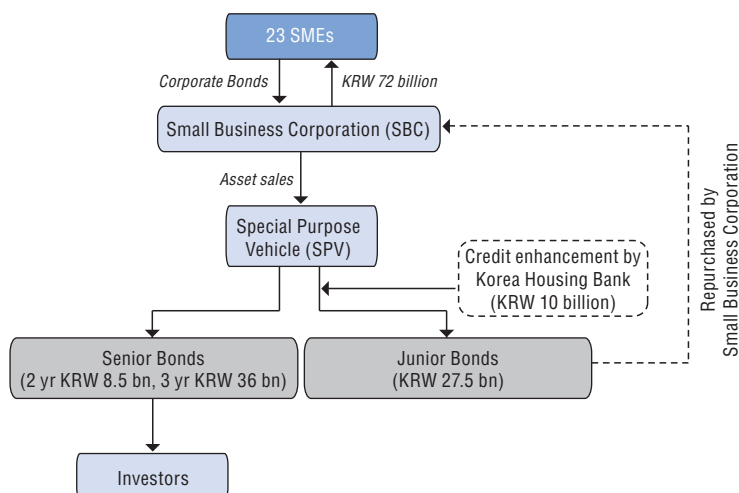 23 SMEs
Corporate Bonds
KRW 72 billion
Small Business Corporation (SBC)
Asset sales
Special Purpose
Vehicle (SPV)
Credit enhancement by
Korea Housing Bank
(KRW 10 billion)
Repurchased by
Small Business Corporation
Senior Bonds
(2 yr KRW 8.5 bn, 3 yr KRW 36 bn)
Junior Bonds
(KRW 27.5 bn)
Investors